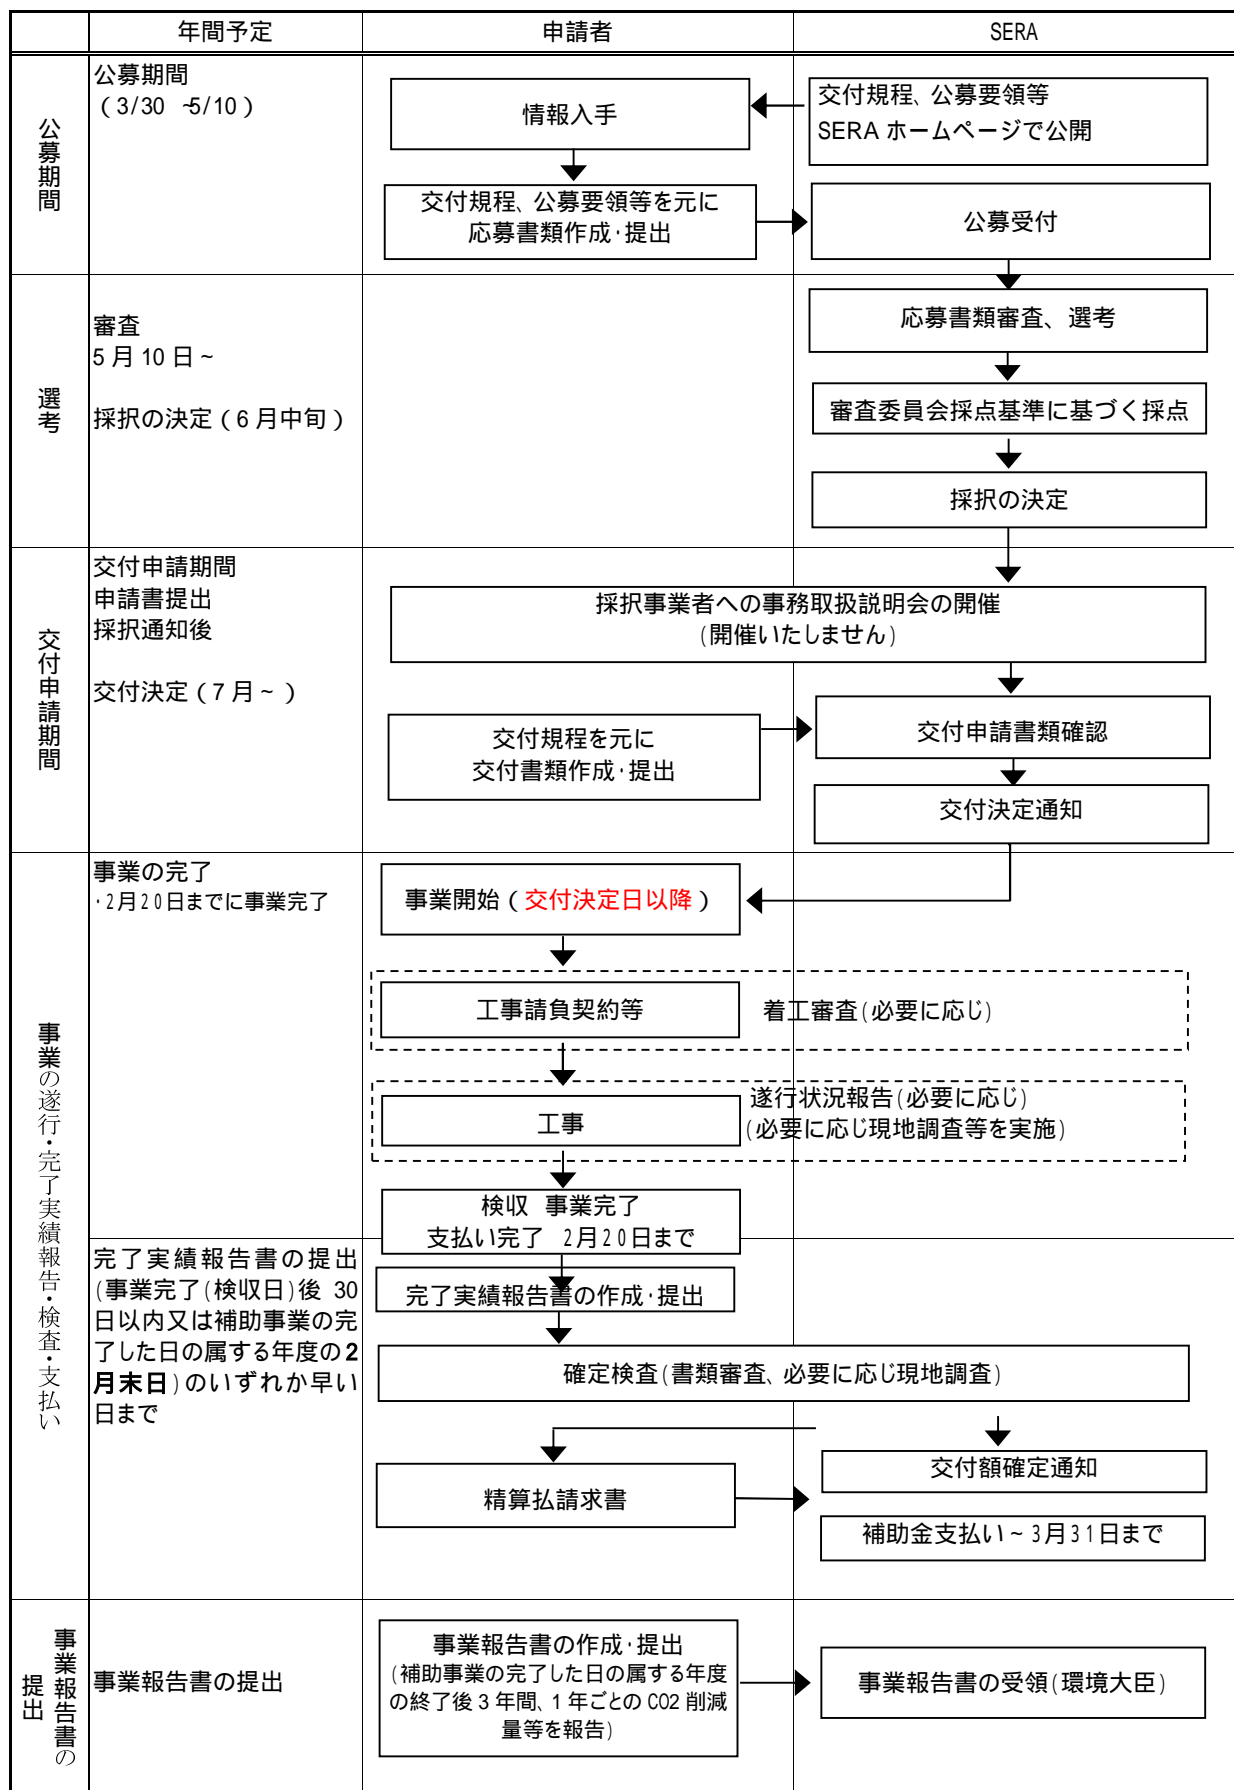 年間予定
申請者
SERA
公募期間
公募期間
（3/30 ~5/10）
情報入手
交付規程、公募要領等
SERA ホームページで公開
交付規程、公募要領等を元に
応募書類作成・提出
公募受付
選考
審査
5月10日~
採択の決定（6月中旬）
応募書類審査、選考
審査委員会採点基準に基づく採点
採択の決定
交付申請期間
交付申請期間
申請書提出
採択通知後
交付決定（7月~）
採択事業者への事務取扱説明会の開催
(開催いたしません)
交付規程を元に
交付書類作成・提出
交付申請書類確認
交付決定通知
事業の遂行・完了実績報告・検査・支払い
事業の完了
・2月20日までに事業完了
事業開始（交付決定日以降）
工事請負契約等
着工審査(必要に応じ)
工事
遂行状況報告(必要に応じ)
(必要に応じ現地調査等を実施)
検収 事業完了
支払い完了 2月20日まで
完了実績報告書の提出
(事業完了(検収日)後 30
日以内又は補助事業の完
了した日の属する年度の2
月末日)のいずれか早い
日まで
完了実績報告書の作成・提出
確定検査(書類審査、必要に応じ現地調査)
交付額確定通知
精算払請求書
補助金支払い~3月31日まで
事業報告書の
提出
事業報告書の提出
事業報告書の作成・提出
(補助事業の完了した日の属する年度
の終了後3年間、1年ごとのCO2削減
量等を報告)
事業報告書の受領(環境大臣)